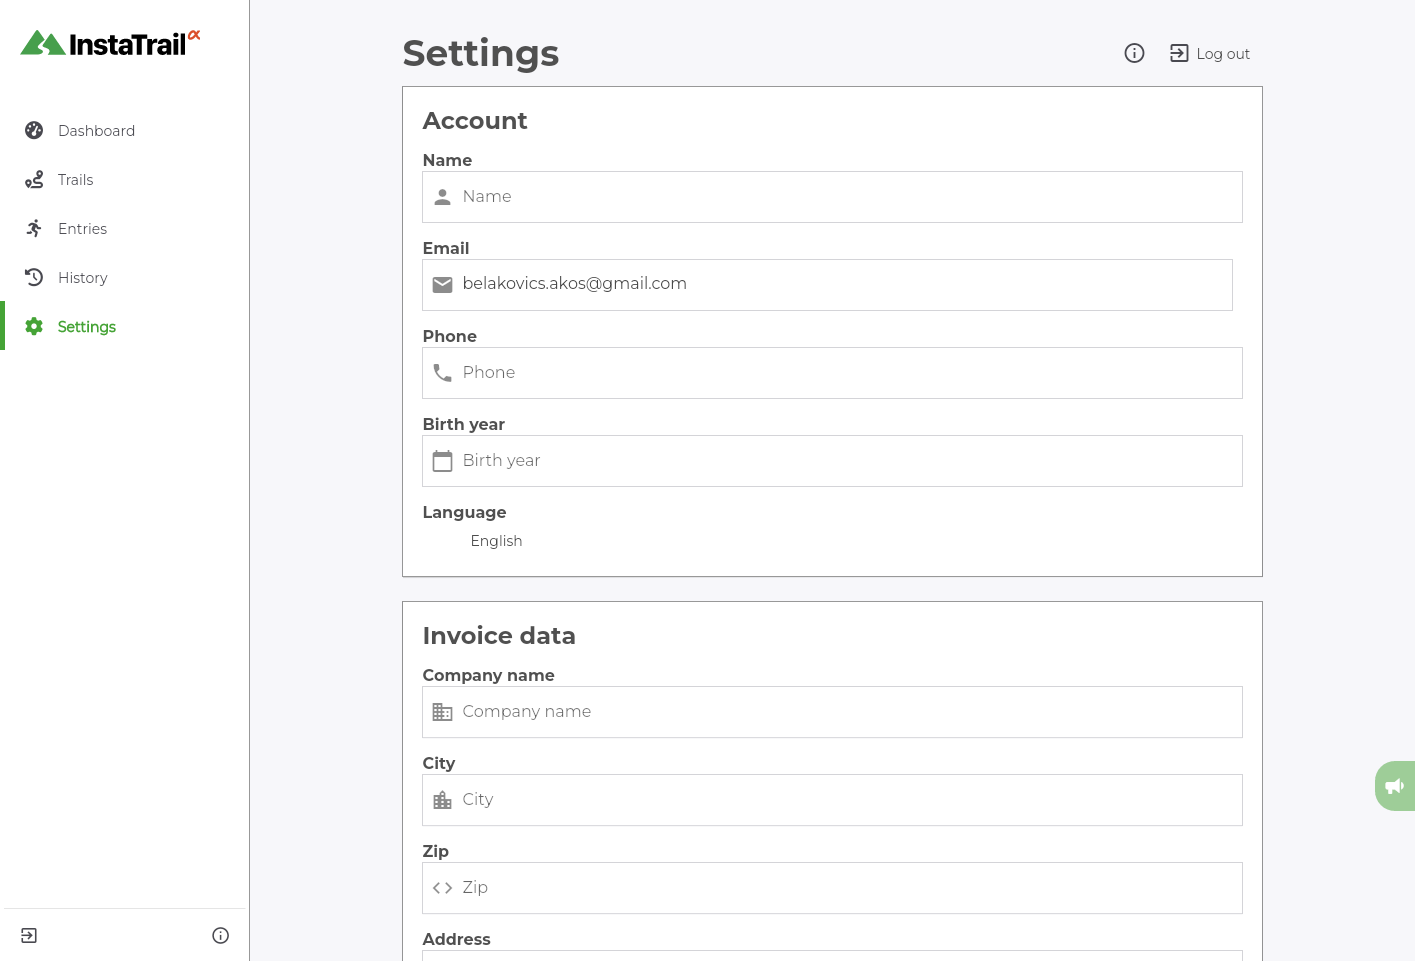 InstaTrail α
Dashboard
Trails
Entries
History
Settings
Settings
Log out
Account
Name
Name
Email
belakovics.akos@gmail.com
Phone
Phone
Birth year
Birth year
Language
English
Invoice data
Company name
Company name
City
City
Zip
Zip
Address